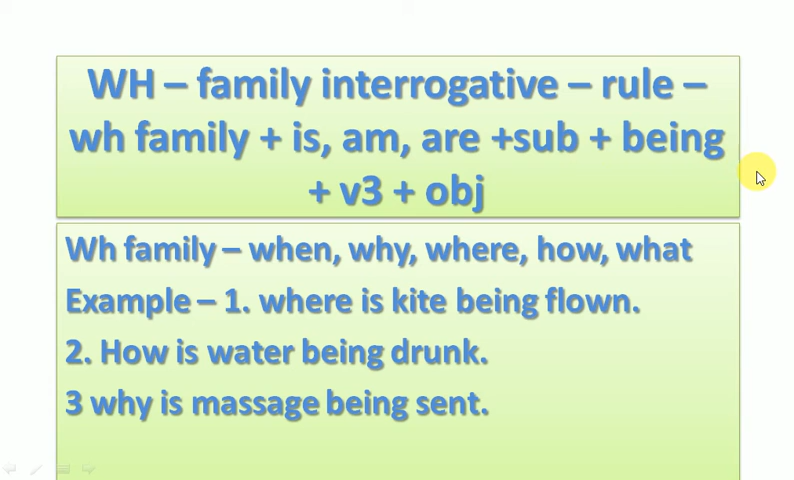 WH – family interrogative – rule –
wh family + is, am, are +sub + being
+ v3 + obj
Wh family – when, why, where, how, what
Example – 1. where is kite being flown.
2. How is water being drunk.
3 why is massage being sent.